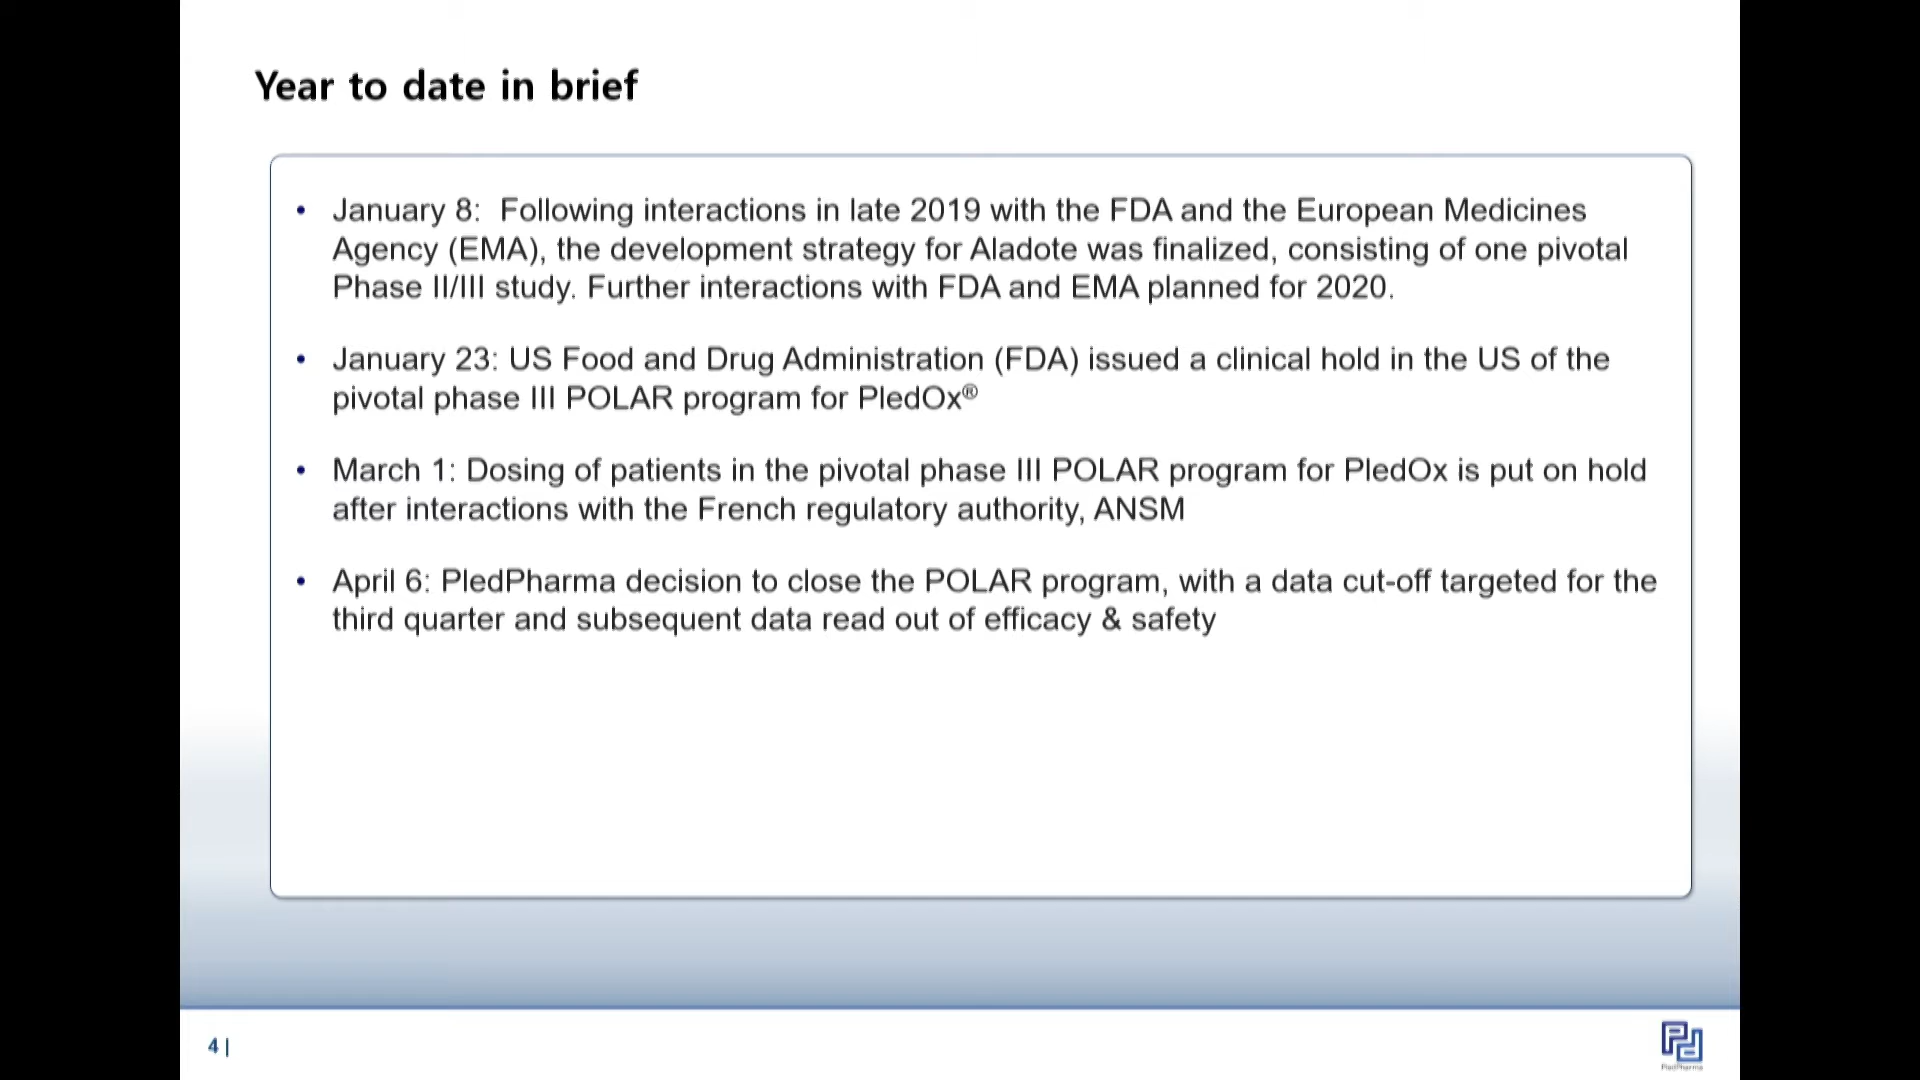 Year to date in brief
• January 8:  Following interactions in late 2019 with the FDA and the European Medicines
Agency (EMA), the development strategy for Aladote was finalized, consisting of one pivotal
Phase II/III study. Further interactions with FDA and EMA planned for 2020.
• January 23: US Food and Drug Administration (FDA) issued a clinical hold in the US of the
pivotal phase III POLAR program for PledOx®
• March 1: Dosing of patients in the pivotal phase III POLAR program for PledOx is put on hold
after interactions with the French regulatory authority, ANSM
• April 6: PledPharma decision to close the POLAR program, with a data cut-off targeted for the
third quarter and subsequent data read out of efficacy & safety
4 |
PledPharma